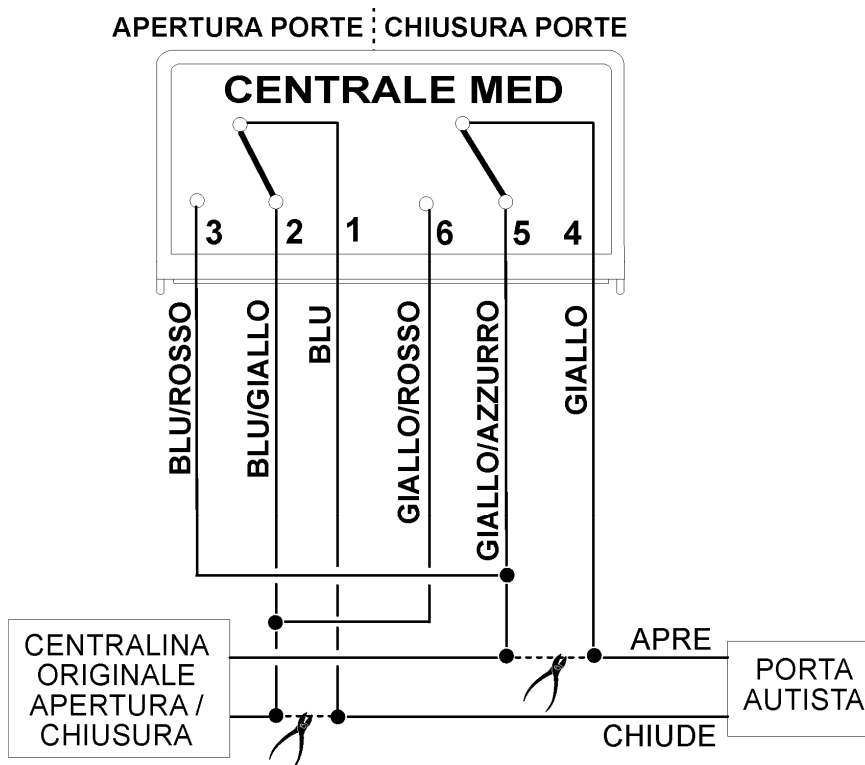 APERTURA PORTE CHIUSURA PORTE
CENTRALE MED
3 2 1 6 5 4
BLU/ROSSO
BLU/GIALLO
BLU
GIALLO/ROSSO
GIALLO/AZZURRO
GIALLO
CENTRALINA
ORIGINALE
APERTURA /
CHIUSURA
APRE
CHIUDE
PORTA
AUTISTA